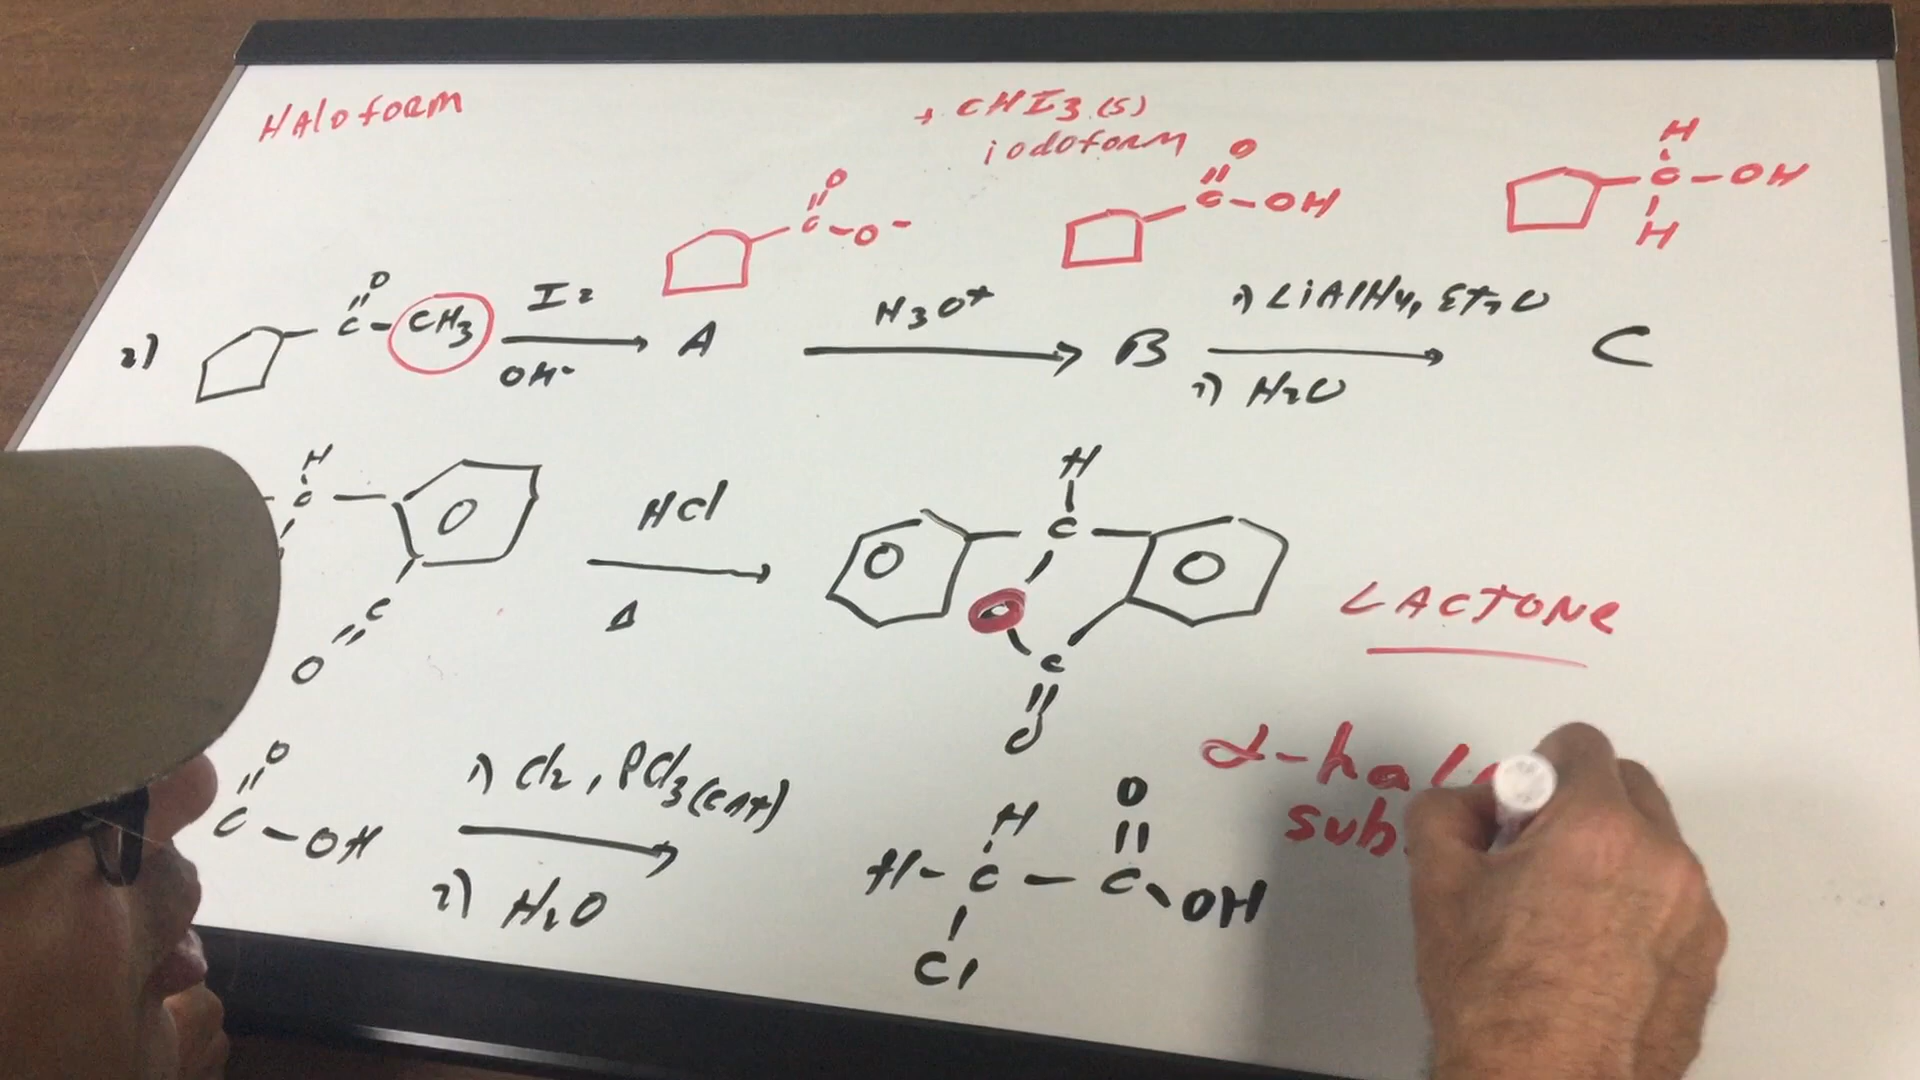 HAloform
+ CHI3 (s)
iodoform
O
C-O-
O
C-OH
H
C-OH
H
2)
O
C-CH3
I2
OH-
A
H3O+
B
1) LiAlH4, Et2O
2) H2O
C
H
C
O
C
O
HCl
Δ
H
O C O
O
C
O
LACTONe
O
C-OH
1) Cl2, PCl3 (CAt)
2) H2O
H O
H-C-C-OH
Cl
α-hal
sub